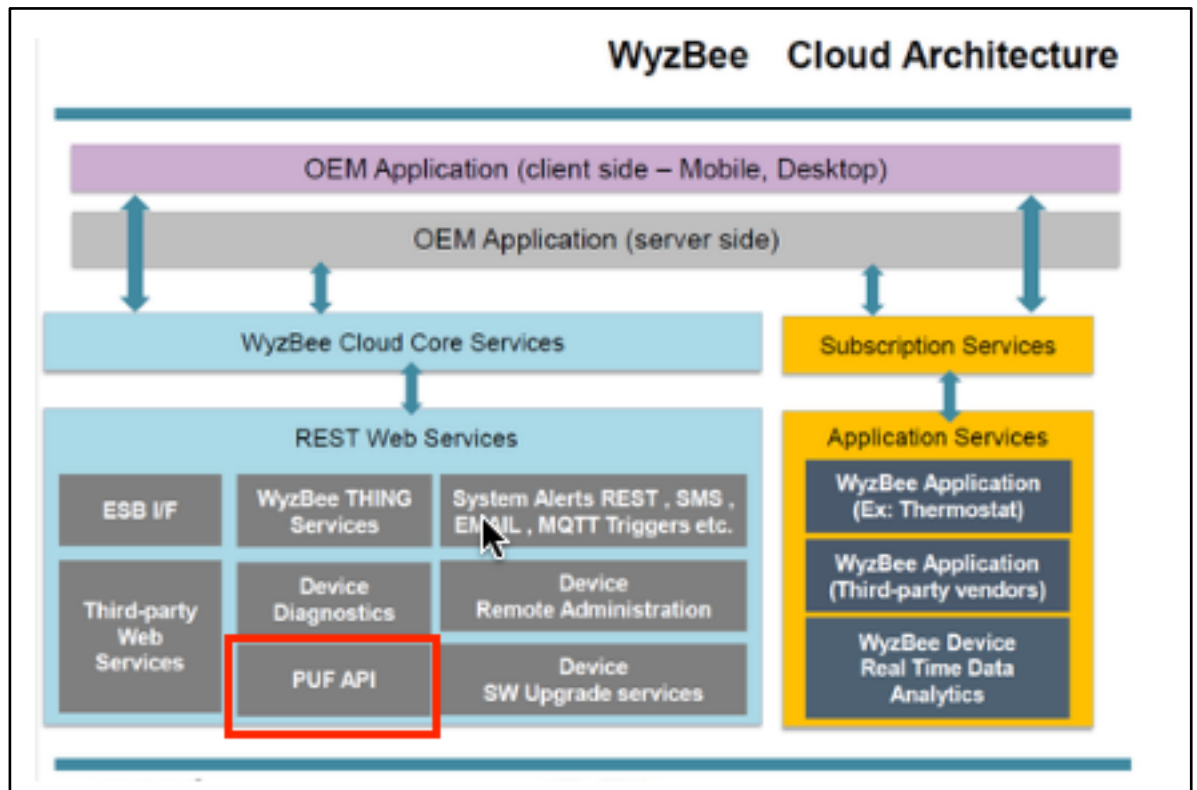 WyzBee Cloud Architecture
OEM Application (client side – Mobile, Desktop)
OEM Application (server side)
WyzBee Cloud Core Services
Subscription Services
REST Web Services
ESB I/F
WyzBee THING
Services
System Alerts REST , SMS ,
EMAIL , MQTT Triggers etc.
Third-party
Web
Services
Device
Diagnostics
Device
Remote Administration
PUF API
Device
SW Upgrade services
Application Services
WyzBee Application
(Ex: Thermostat)
WyzBee Application
(Third-party vendors)
WyzBee Device
Real Time Data
Analytics